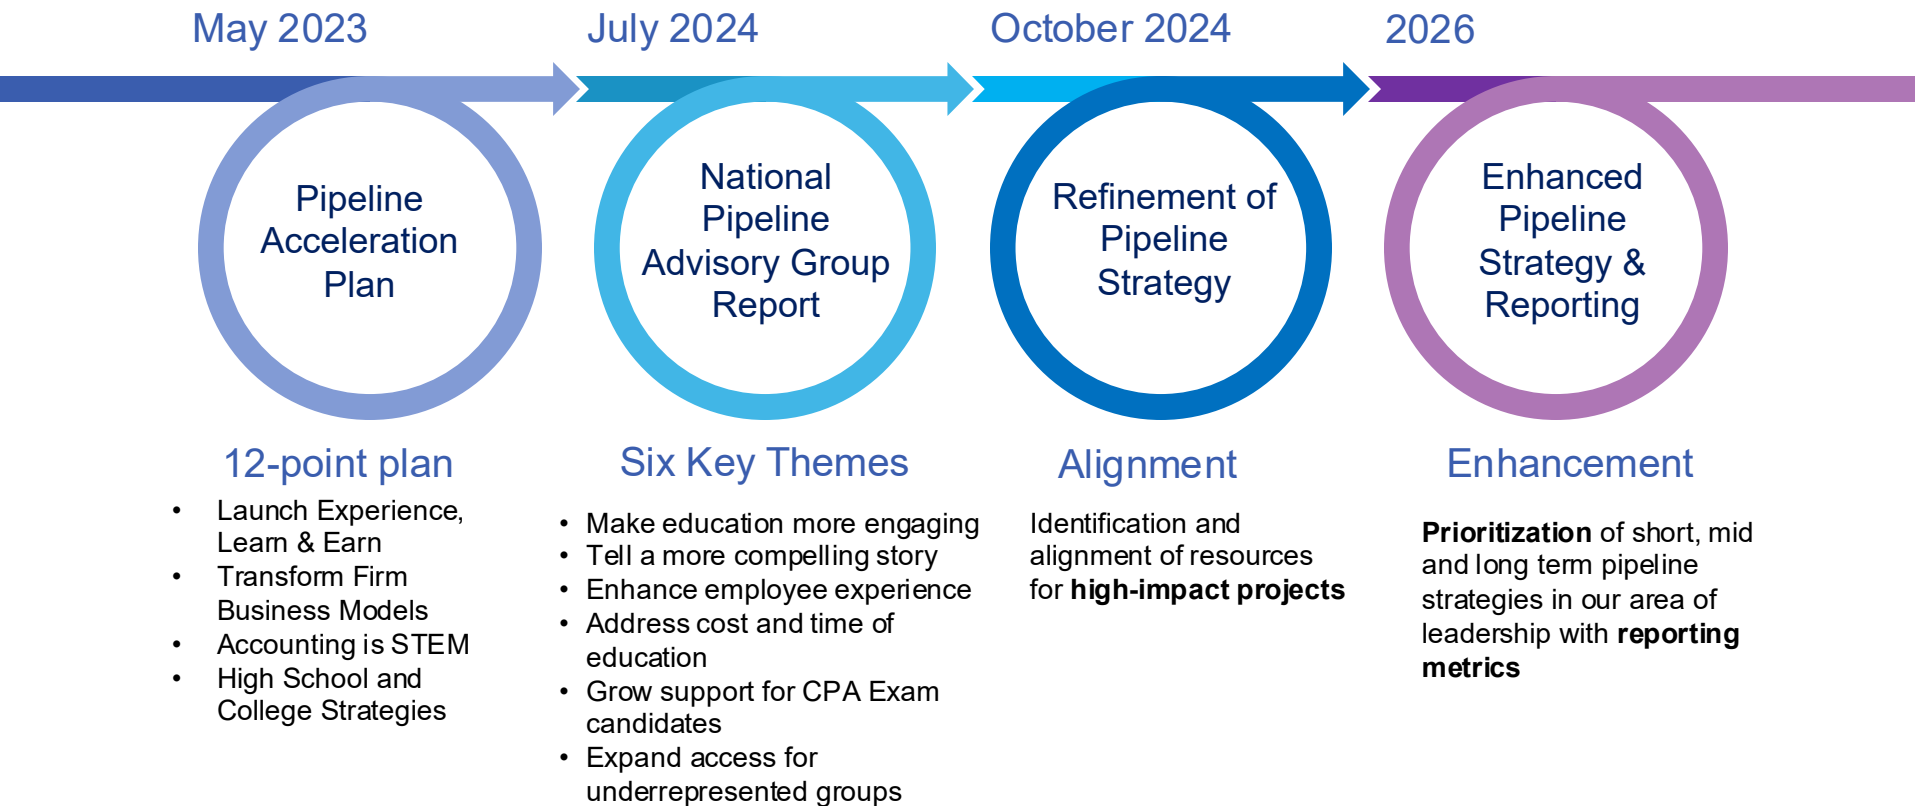 May 2023
Pipeline
Acceleration
Plan
12-point plan
• Launch Experience,
Learn & Earn
• Transform Firm
Business Models
• Accounting is STEM
• High School and
College Strategies
July 2024
National
Pipeline
Advisory Group
Report
Six Key Themes
• Make education more engaging
• Tell a more compelling story
• Enhance employee experience
• Address cost and time of
education
• Grow support for CPA Exam
candidates
• Expand access for
underrepresented groups
October 2024
Refinement of
Pipeline
Strategy
Alignment
Identification and
alignment of resources
for high-impact projects
2026
Enhanced
Pipeline
Strategy &
Reporting
Enhancement
Prioritization of short, mid
and long term pipeline
strategies in our area of
leadership with reporting
metrics